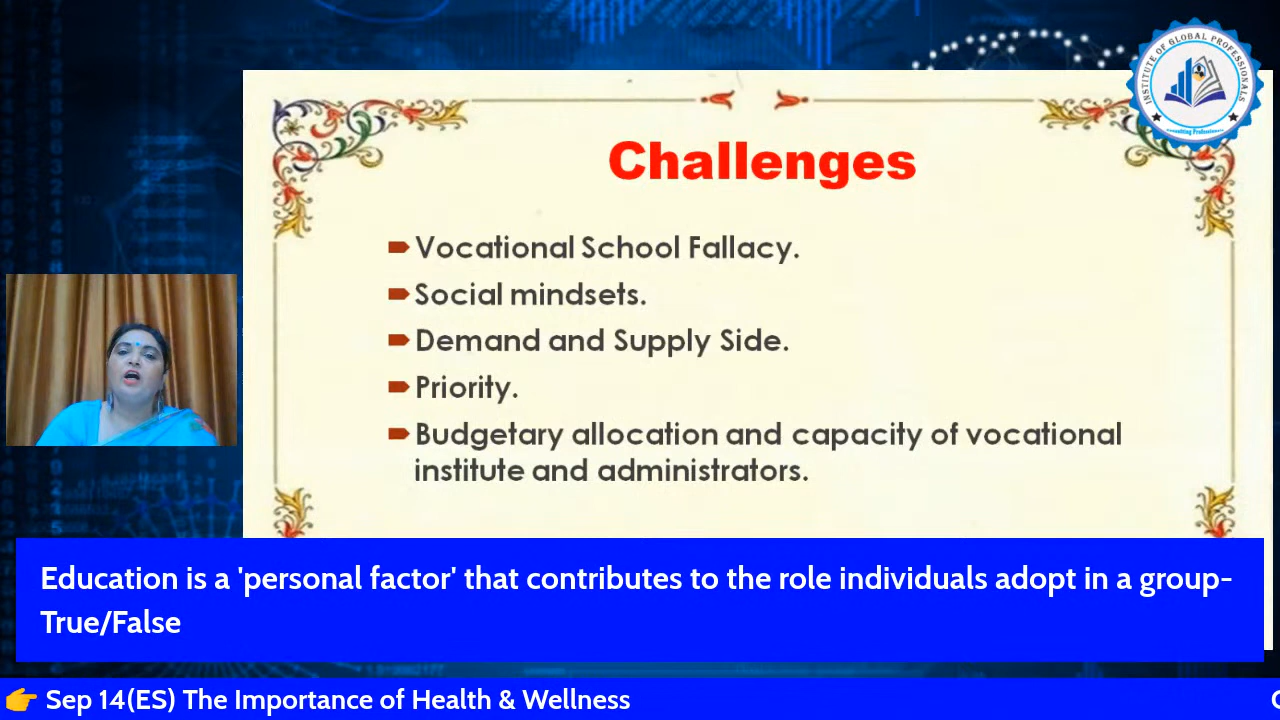 INSTITUTE OF GLOBAL PROFESSIONALS
Challenges
Vocational School Fallacy.
Social mindsets.
Demand and Supply Side.
Priority.
Budgetary allocation and capacity of vocational
institute and administrators.
Education is a 'personal factor' that contributes to the role individuals adopt in a group-
True/False
👉 Sep 14(ES) The Importance of Health & Wellness